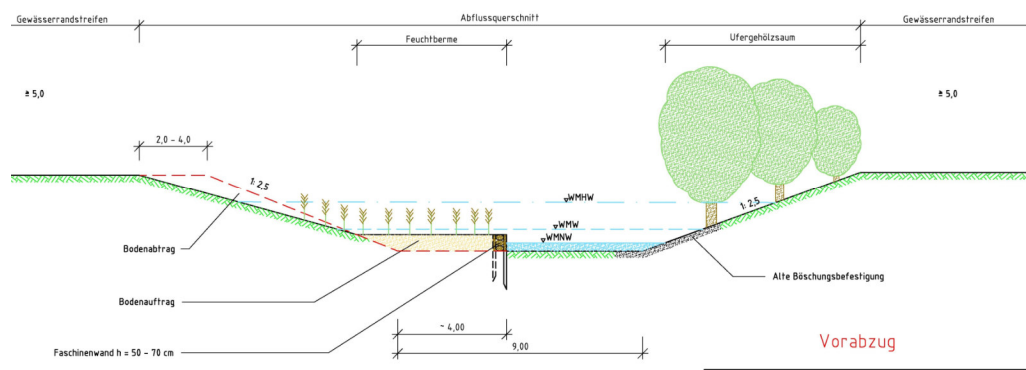 Gewässerrandstreifen
Abflussquerschnitt
Gewässerrandstreifen
Feuchtberme
Ufergehölzsaum
≥ 5,0
≥ 5,0
2,0 - 4,0
1: 2,5
WMHW
1: 2,5
WMW
WMNW
Bodenabtrag
Alte Böschungsbefestigung
Bodenauftrag
~ 4,00
9,00
Faschinenwand h = 50 - 70 cm
Vorabzug